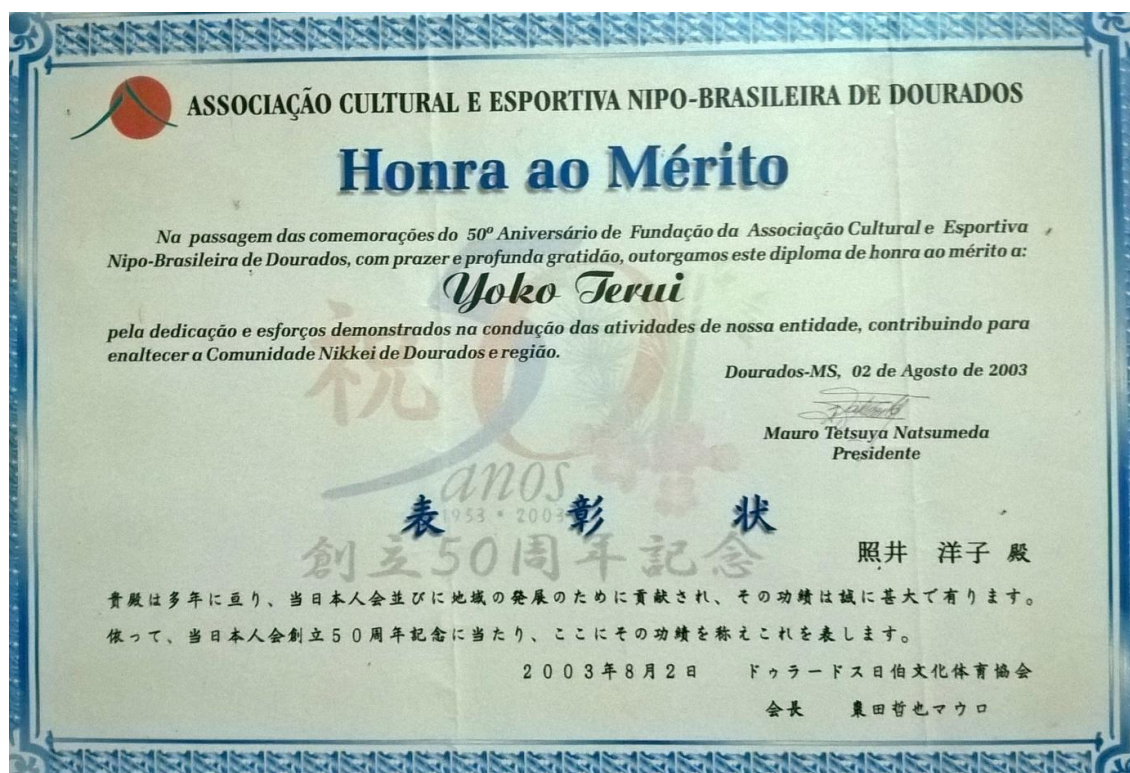 ASSOCIAÇÃO CULTURAL E ESPORTIVA NIPO-BRASILEIRA DE DOURADOS
Honra ao Mérito
Na passagem das comemorações do 50º Aniversário de Fundação da Associação Cultural e Esportiva
Nipo-Brasileira de Dourados, com prazer e profunda gratidão, outorgamos este diploma de honra ao mérito a:
Yoko Terui
pela dedicação e esforços demonstrados na condução das atividades de nossa entidade, contribuindo para
enaltecer a Comunidade Nikkei de Dourados e região.
Dourados-MS, 02 de Agosto de 2003
Mauro Tetsuya Natsumeda
Presidente
祝 50
anos
1953 * 2003
表彰状
創立50周年記念
照井 洋子 殿
貴殿は多年に亘り、当日本人会並びに地域の発展のために貢献され、その功績は誠に甚大で有ります。
依って、当日本人会創立50周年記念に当たり、ここにその功績を称えこれを表します。
2003年8月2日 ドゥラードス日伯文化体育協会
会長 田哲也マウロ